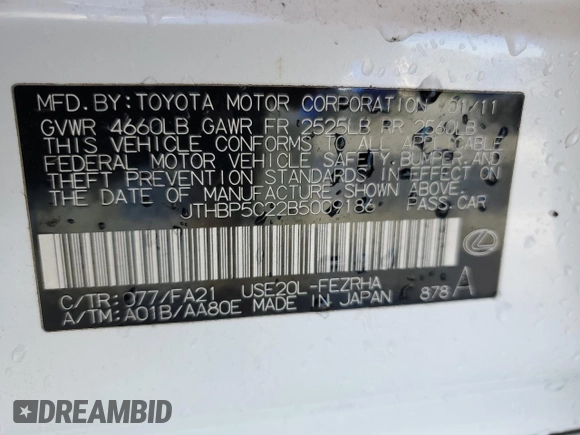 MFD. BY: TOYOTA MOTOR CORPORATION 01/11
GVWR 4660LB GAWR FR 2525LB RR 2560LB
THIS VEHICLE CONFORMS TO ALL APPLICABLE
FEDERAL MOTOR VEHICLE SAFETY, BUMPER, AND
THEFT PREVENTION STANDARDS IN EFFECT ON
THE DATE OF MANUFACTURE SHOWN ABOVE.
PASS.CAR
C/TR: 077/FA21 USE20L-FEZRHA
A/TM: A01B/AA80E MADE IN JAPAN 878 A
DREAMBID